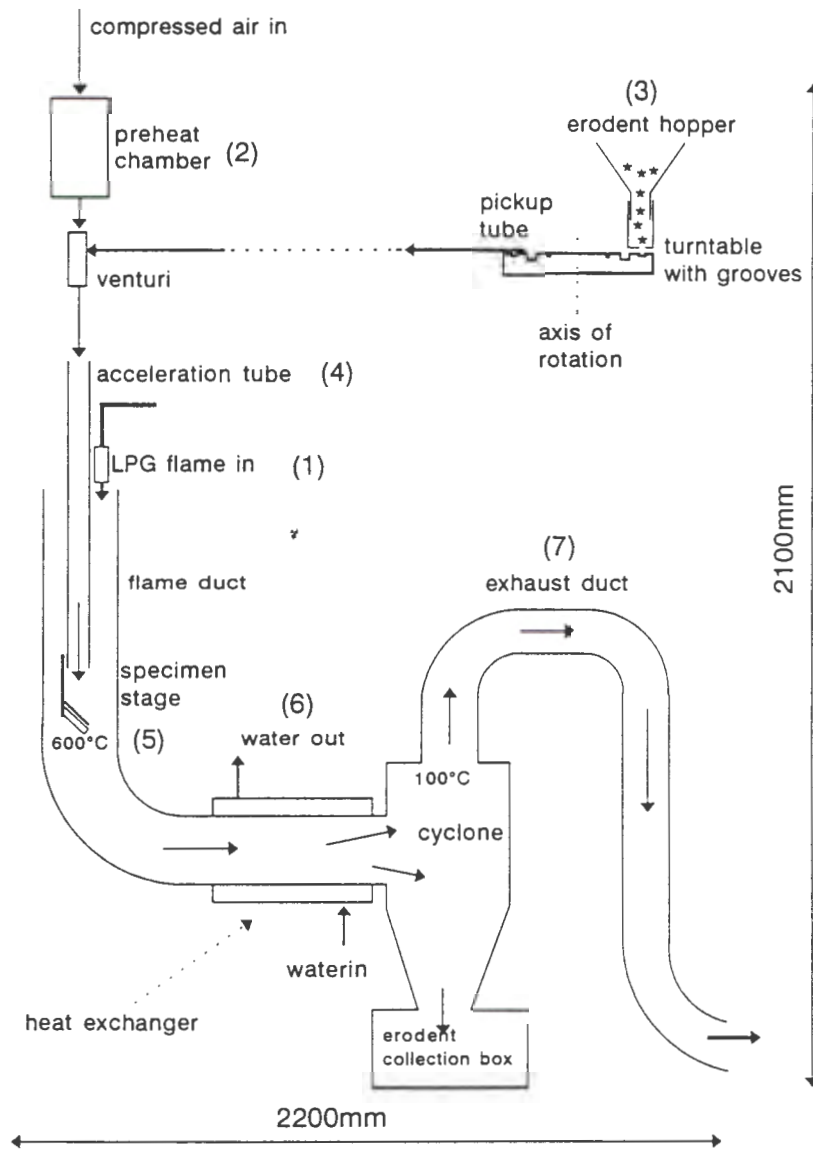 compressed air in
preheat
chamber (2)
(3)
erodent hopper
pickup
tube
turntable
with grooves
venturi
axis of
rotation
acceleration tube (4)
LPG flame in (1)
2100mm
(7)
exhaust duct
flame duct
specimen
stage
600°C (5)
(6)
water out
100°C
cyclone
waterin
heat exchanger
erodent
collection box
2200mm